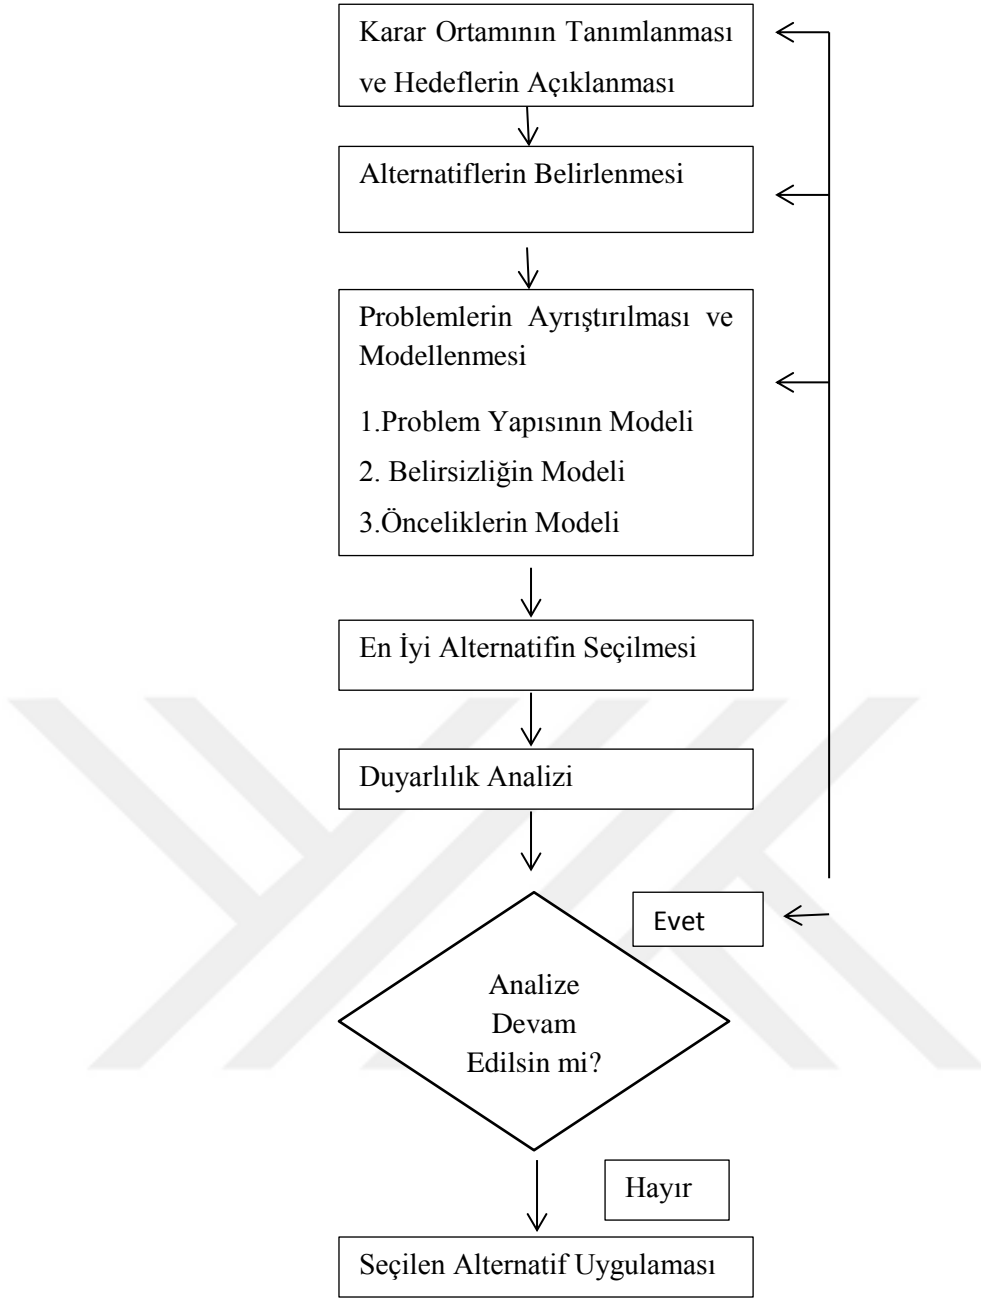 Karar Ortamının Tanımlanması
ve Hedeflerin Açıklanması
Alternatiflerin Belirlenmesi
Problemlerin Ayrıştırılması ve
Modellenmesi
1.Problem Yapısının Modeli
2. Belirsizliğin Modeli
3.Önceliklerin Modeli
En İyi Alternatifin Seçilmesi
Duyarlılık Analizi
Evet
Analize
Devam
Edilsin mi?
Hayır
Seçilen Alternatif Uygulaması